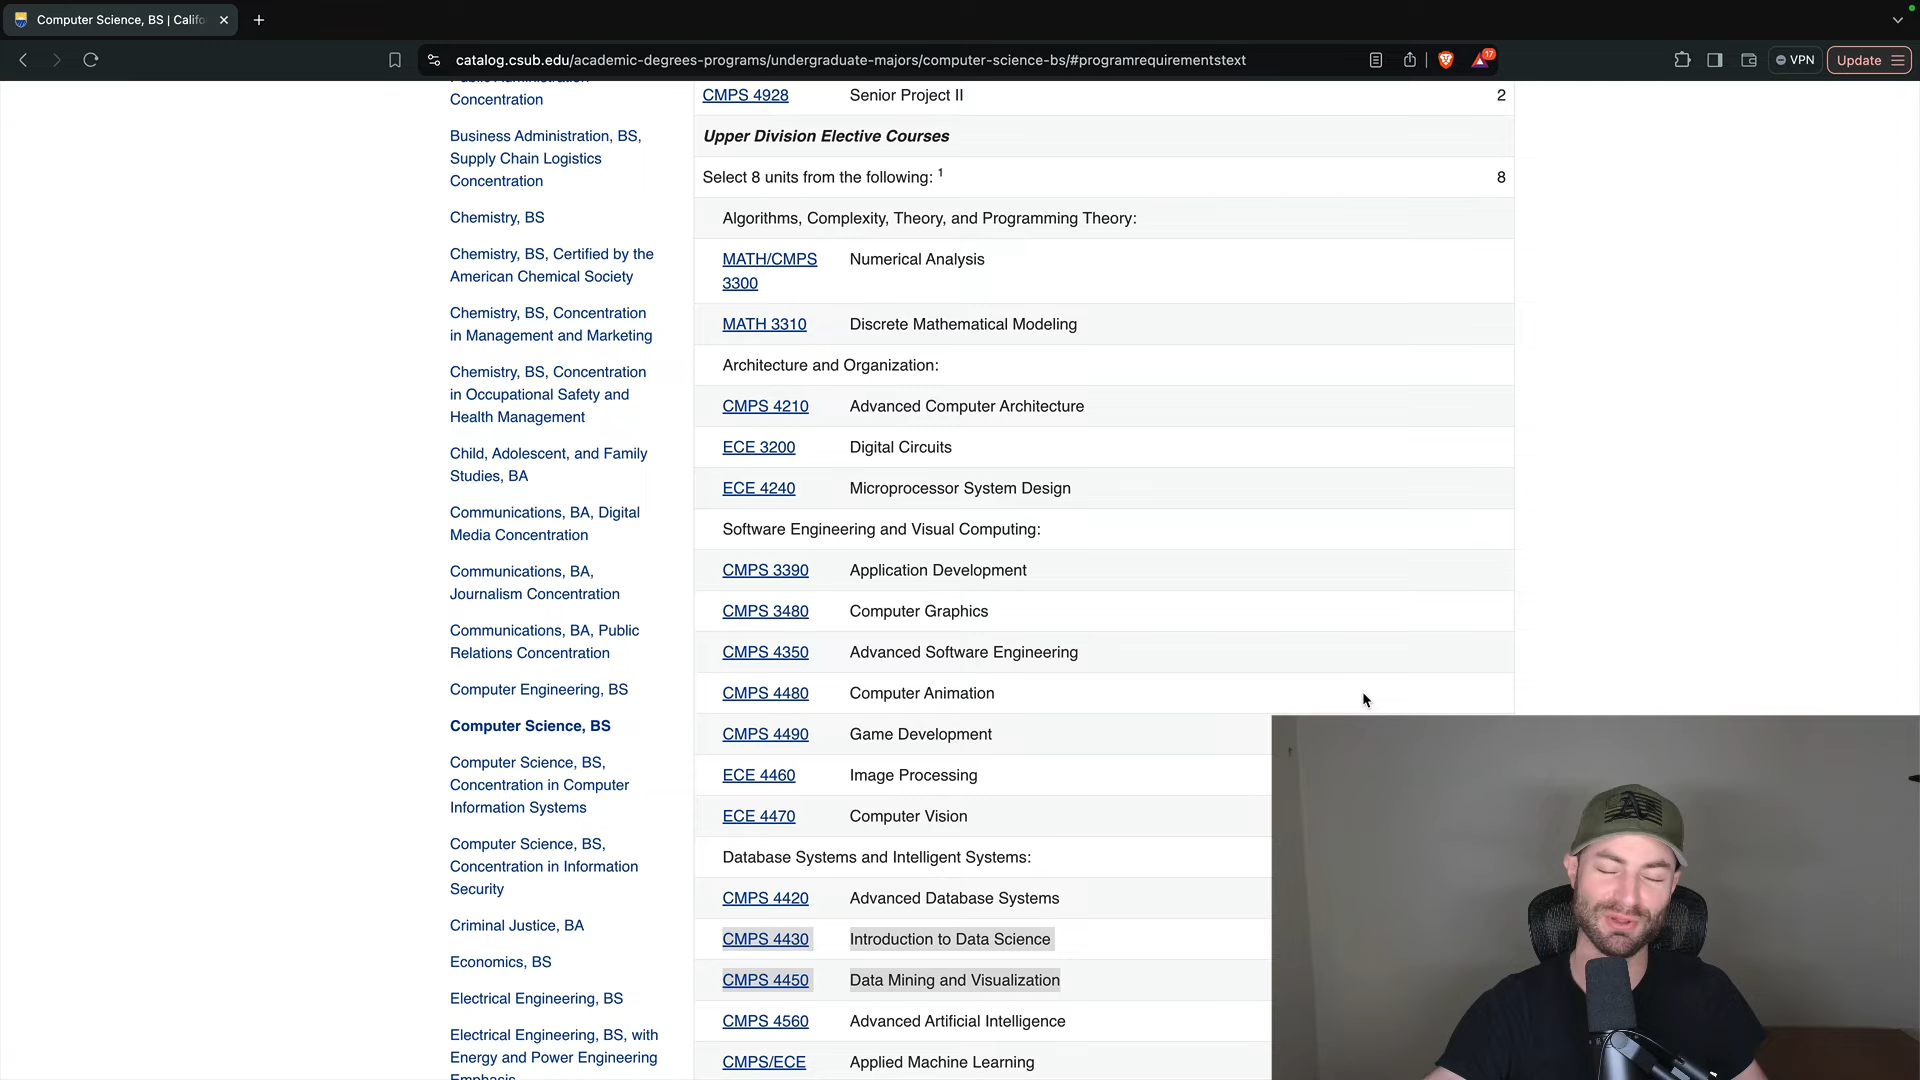 Computer Science, BS | Califo
catalog.csub.edu/academic-degrees-programs/undergraduate-majors/computer-science-bs/#programrequirementstext
17
VPN
Update
Public Administration
Concentration
Business Administration, BS,
Supply Chain Logistics
Concentration
Chemistry, BS
Chemistry, BS, Certified by the
American Chemical Society
Chemistry, BS, Concentration
in Management and Marketing
Chemistry, BS, Concentration
in Occupational Safety and
Health Management
Child, Adolescent, and Family
Studies, BA
Communications, BA, Digital
Media Concentration
Communications, BA,
Journalism Concentration
Communications, BA, Public
Relations Concentration
Computer Engineering, BS
Computer Science, BS
Computer Science, BS,
Concentration in Computer
Information Systems
Computer Science, BS,
Concentration in Information
Security
Criminal Justice, BA
Economics, BS
Electrical Engineering, BS
Electrical Engineering, BS, with
Energy and Power Engineering
Emphasis
CMPS 4928 Senior Project II 2
Upper Division Elective Courses
Select 8 units from the following: 1 8
Algorithms, Complexity, Theory, and Programming Theory:
MATH/CMPS Numerical Analysis
3300
MATH 3310 Discrete Mathematical Modeling
Architecture and Organization:
CMPS 4210 Advanced Computer Architecture
ECE 3200 Digital Circuits
ECE 4240 Microprocessor System Design
Software Engineering and Visual Computing:
CMPS 3390 Application Development
CMPS 3480 Computer Graphics
CMPS 4350 Advanced Software Engineering
CMPS 4480 Computer Animation
CMPS 4490 Game Development
ECE 4460 Image Processing
ECE 4470 Computer Vision
Database Systems and Intelligent Systems:
CMPS 4420 Advanced Database Systems
CMPS 4430 Introduction to Data Science
CMPS 4450 Data Mining and Visualization
CMPS 4560 Advanced Artificial Intelligence
CMPS/ECE Applied Machine Learning
A